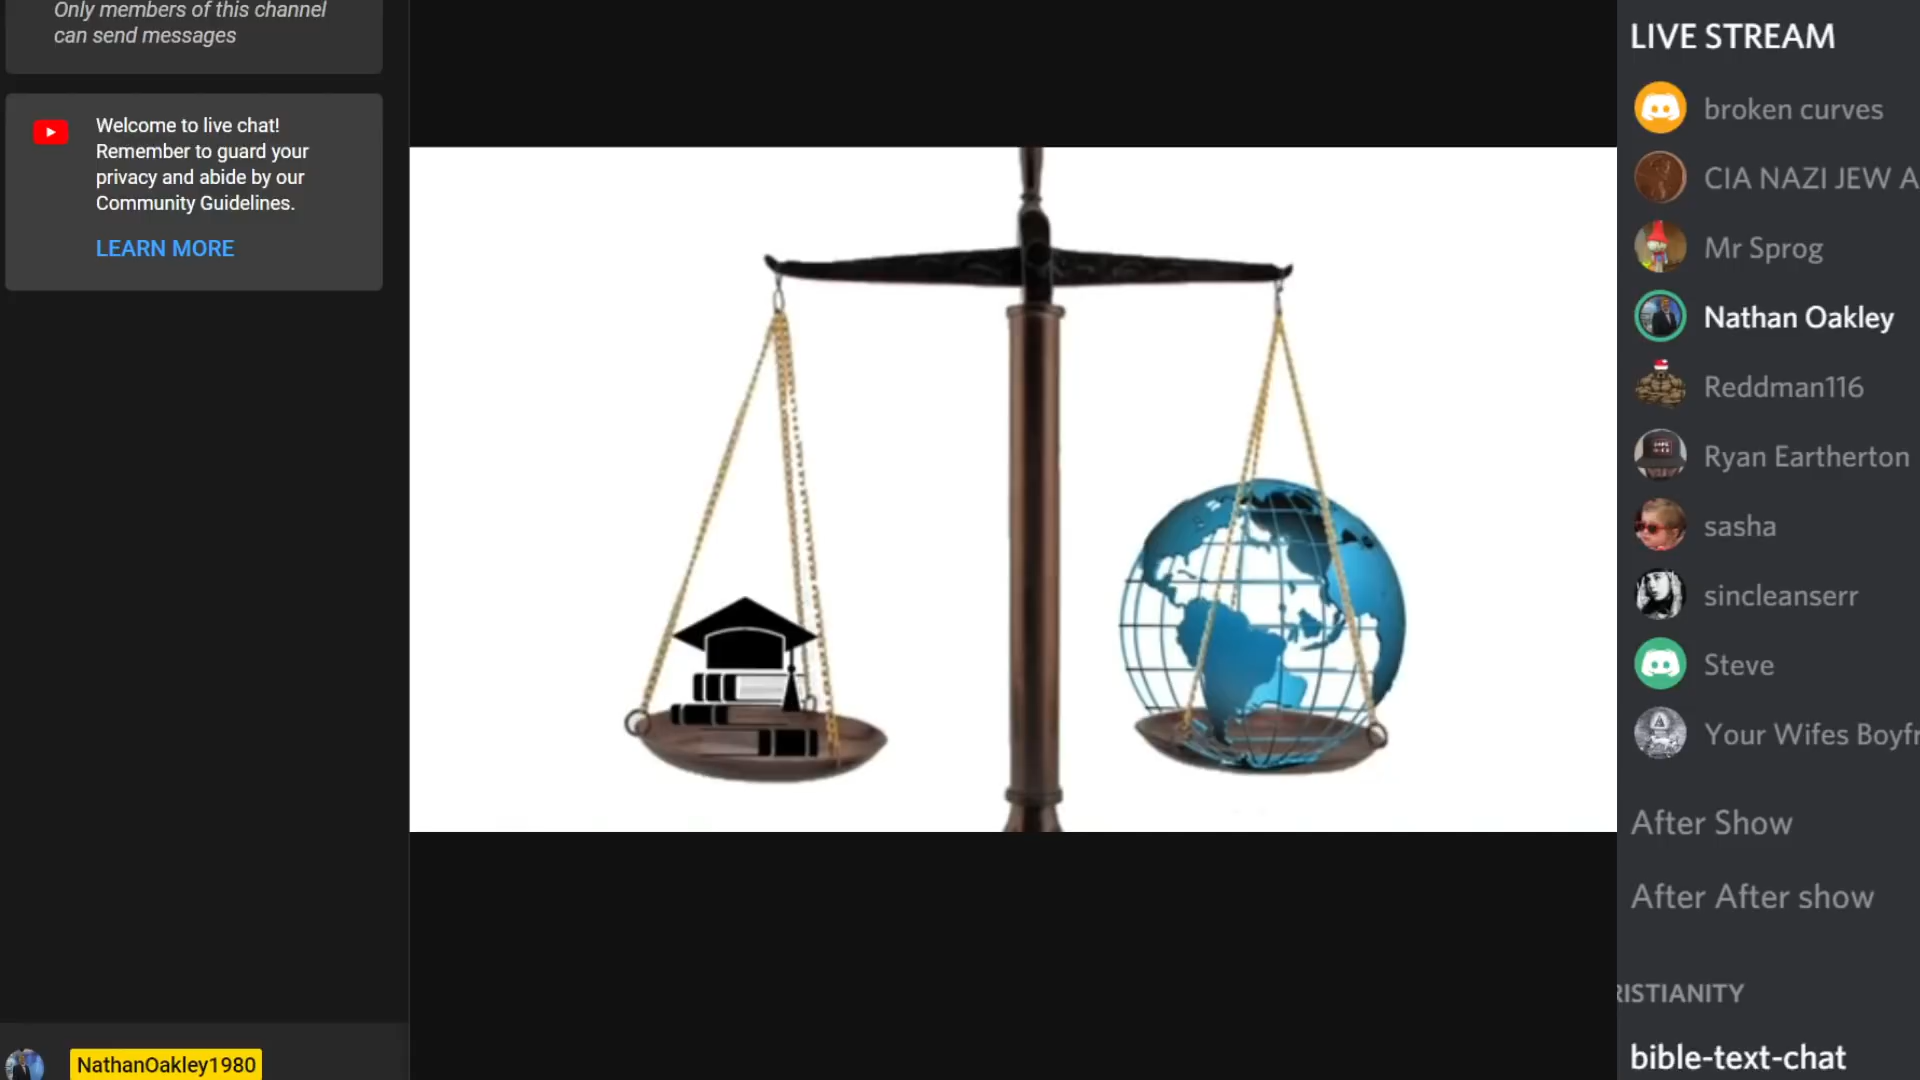 Only members of this channel
can send messages
Welcome to live chat!
Remember to guard your
privacy and abide by our
Community Guidelines.
LEARN MORE
NathanOakley1980
LIVE STREAM
broken curves
CIA NAZI JEW A
Mr Sprog
Nathan Oakley
Reddman116
Ryan Eartherton
sasha
sincleanserr
Steve
Your Wifes Boyfr
After Show
After After show
RISTIANITY
bible-text-chat